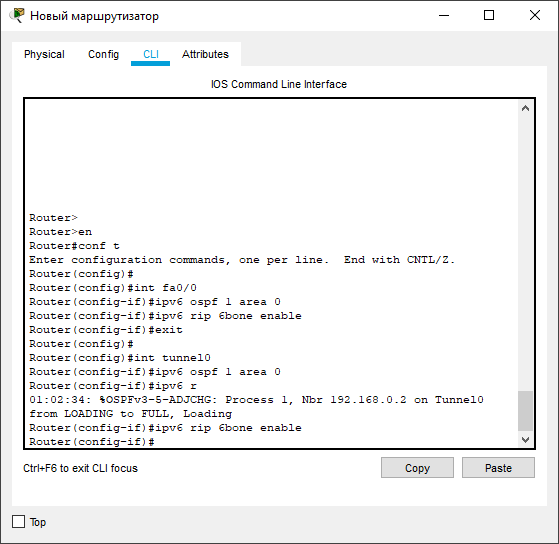 Новый маршрутизатор
Physical Config CLI Attributes
IOS Command Line Interface
Router>
Router>en
Router#conf t
Enter configuration commands, one per line.  End with CNTL/Z.
Router(config)#
Router(config)#int fa0/0
Router(config-if)#ipv6 ospf 1 area 0
Router(config-if)#ipv6 rip 6bone enable
Router(config-if)#exit
Router(config)#
Router(config)#int tunnel0
Router(config-if)#ipv6 ospf 1 area 0
Router(config-if)#ipv6 r
01:02:34: %OSPFv3-5-ADJCHG: Process 1, Nbr 192.168.0.2 on Tunnel0
from LOADING to FULL, Loading
Router(config-if)#ipv6 rip 6bone enable
Router(config-if)#
Ctrl+F6 to exit CLI focus Copy Paste
Top